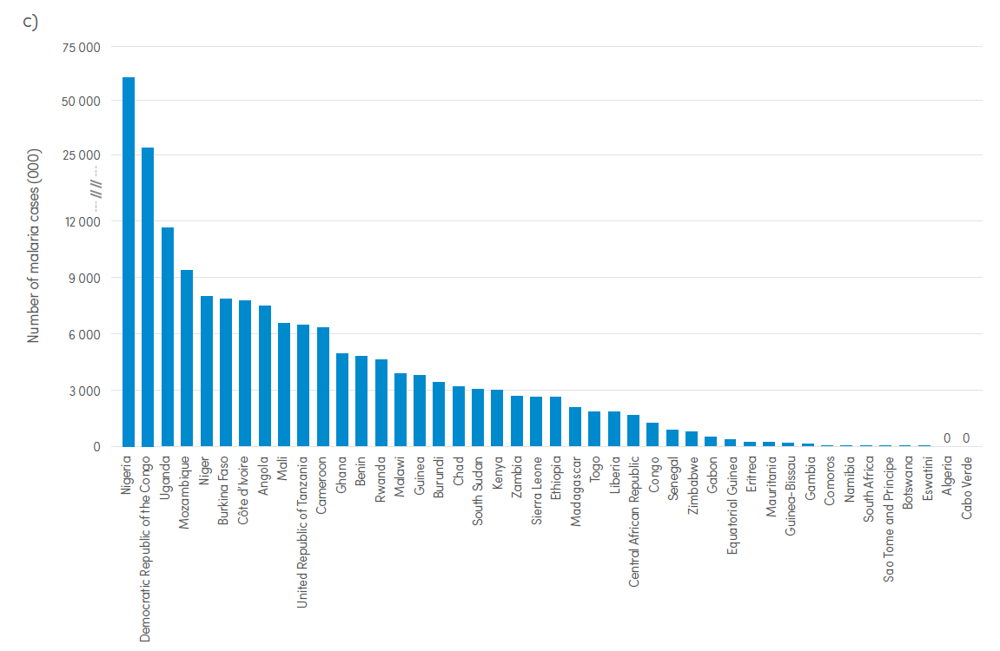 c)
75 000
50 000
25 000
12 000
9 000
6 000
3 000
0
Number of malaria cases (000)
0
0
Nigeria
Democratic Republic of the Congo
Uganda
Mozambique
Niger
Burkina Faso
Côte d’Ivoire
Angola
Mali
United Republic of Tanzania
Cameroon
Ghana
Benin
Rwanda
Malawi
Guinea
Burundi
Chad
South Sudan
Kenya
Zambia
Sierra Leone
Ethiopia
Madagascar
Togo
Liberia
Central African Republic
Congo
Senegal
Zimbabwe
Gabon
Equatorial Guinea
Eritrea
Mauritania
Guinea-Bissau
Gambia
Comoros
Namibia
South Africa
Sao Tome and Principe
Botswana
Eswatini
Algeria
Cabo Verde